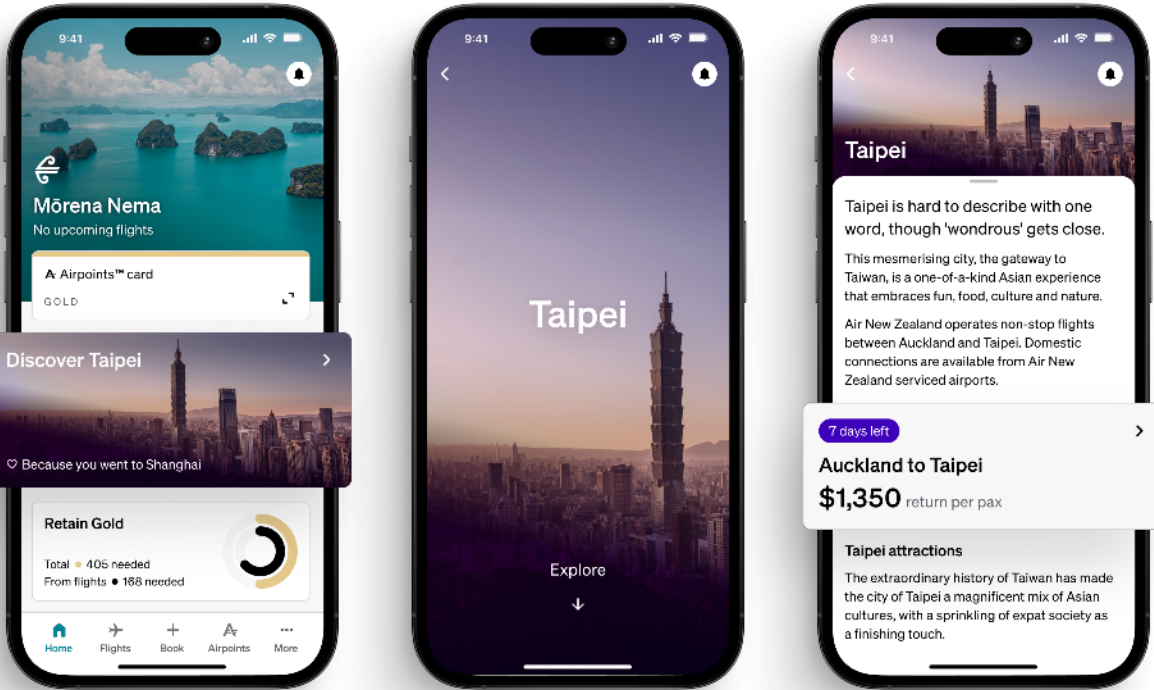 9:41
Mōrena Nema
No upcoming flights
Airpoints™ card
GOLD
Discover Taipei
Because you went to Shanghai
Retain Gold
Total 405 needed
From flights 168 needed
Home
Flights
Book
Airpoints
More
9:41
Taipei
Explore
9:41
Taipei
Taipei is hard to describe with one
word, though 'wondrous' gets close.
This mesmerising city, the gateway to
Taiwan, is a one-of-a-kind Asian experience
that embraces fun, food, culture and nature.
Air New Zealand operates non-stop flights
between Auckland and Taipei. Domestic
connections are available from Air New
Zealand serviced airports.
7 days left
Auckland to Taipei
$1,350 return per pax
Taipei attractions
The extraordinary history of Taiwan has made
the city of Taipei a magnificent mix of Asian
cultures, with a sprinkling of expat society as
a finishing touch.